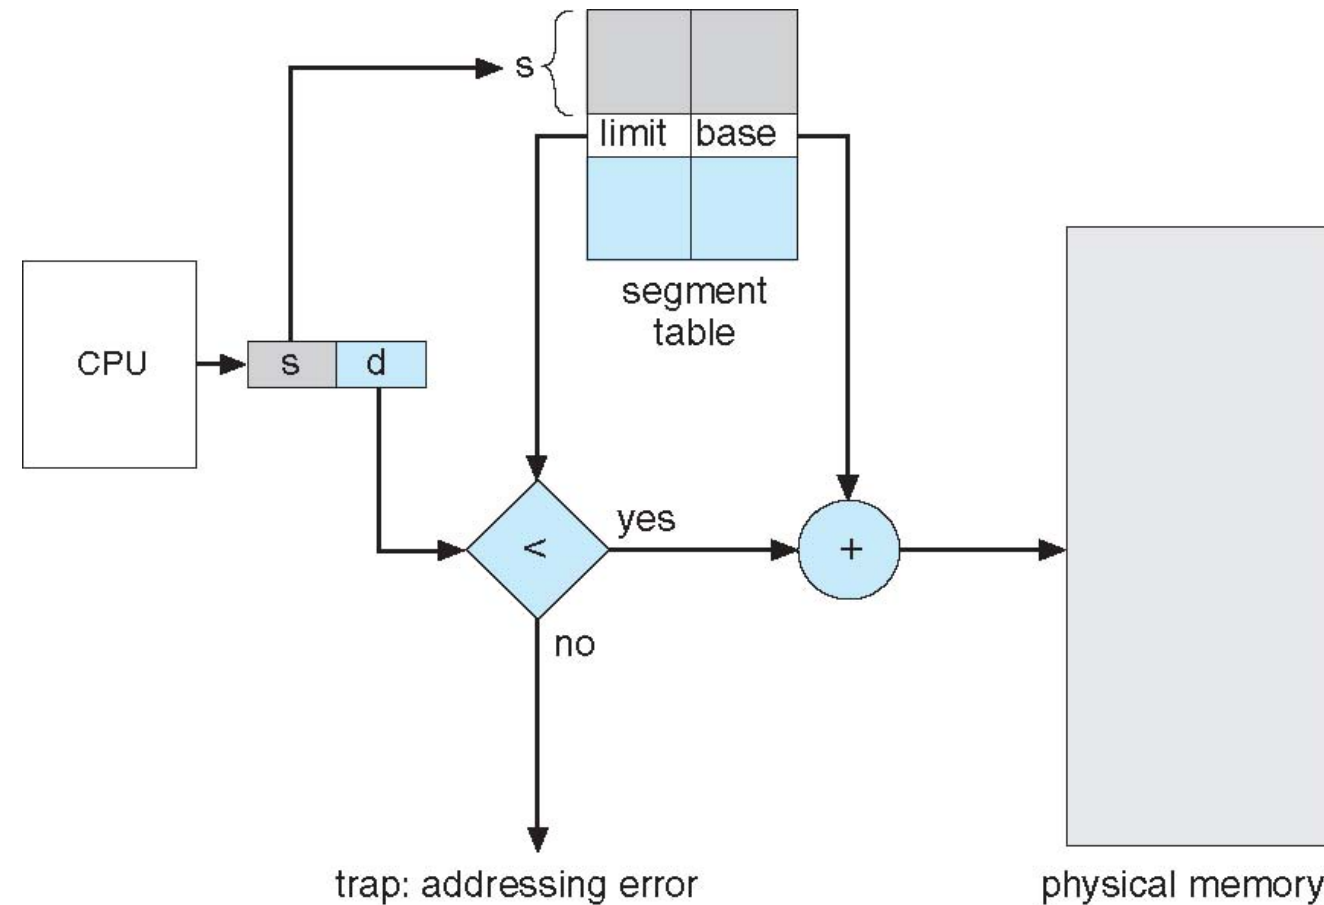 s
limit base
segment
table
CPU
s d
<
yes
+
no
trap: addressing error
physical memory